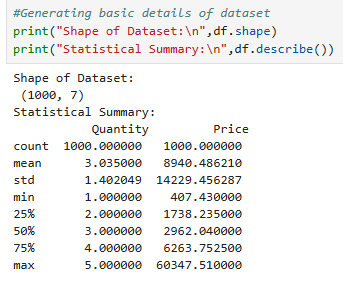 #Generating basic details of dataset
print("Shape of Dataset:\n",df.shape)
print("Statistical Summary:\n",df.describe())
Shape of Dataset:
 (1000, 7)
Statistical Summary:
           Quantity         Price
count  1000.000000   1000.000000
mean      3.035000   8940.486210
std       1.402049  14229.456287
min       1.000000    407.430000
25%       2.000000   1738.235000
50%       3.000000   2962.040000
75%       4.000000   6263.752500
max       5.000000  60347.510000